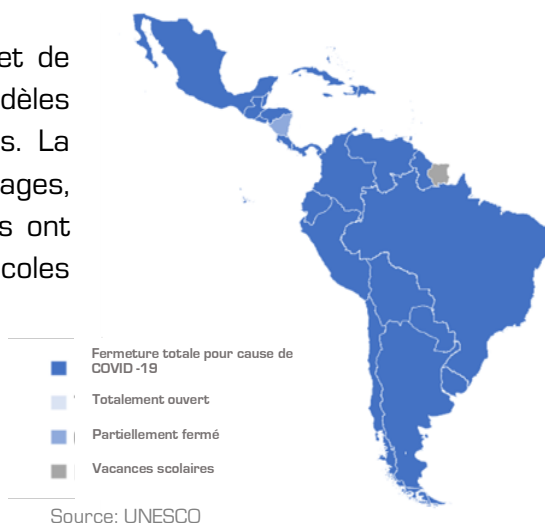 et de
dèles
s. La
ages,
s ont
coles
Fermeture totale pour cause de
COVID -19
Totalement ouvert
Partiellement fermé
Vacances scolaires
Source: UNESCO